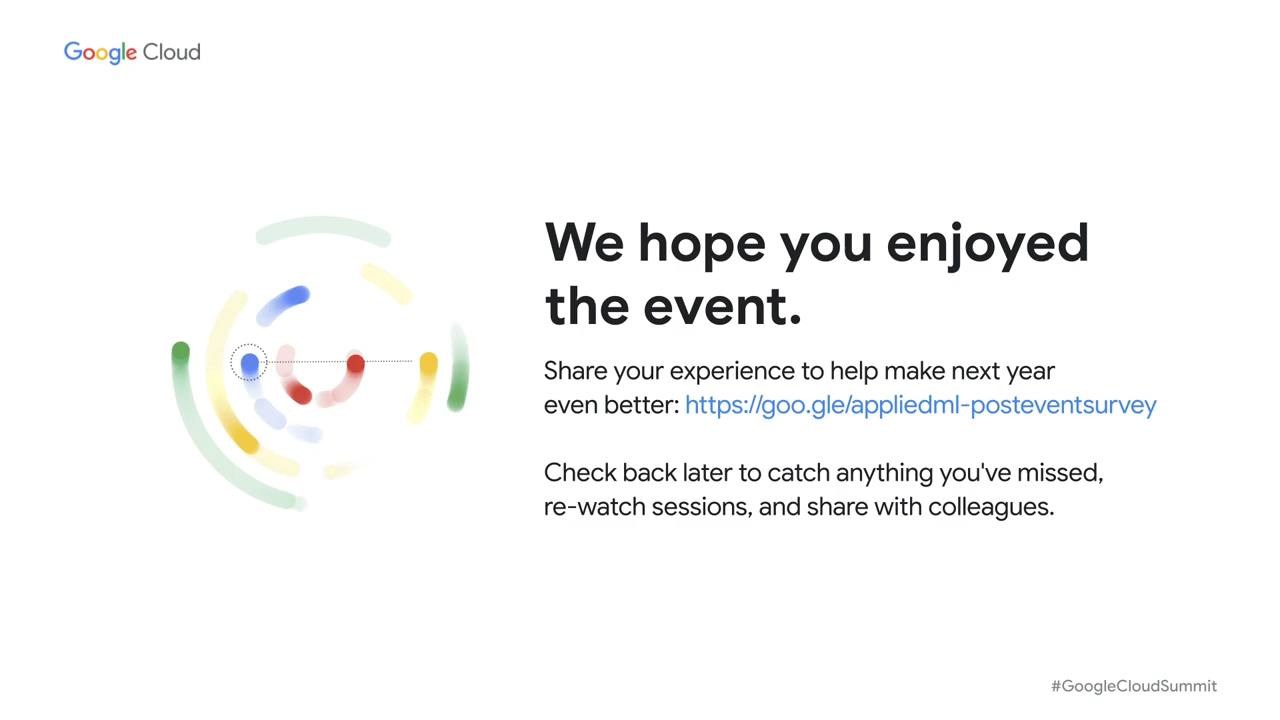 Google Cloud
We hope you enjoyed
the event.
Share your experience to help make next year
even better: https://goo.gle/appliedml-posteventsurvey
Check back later to catch anything you've missed,
re-watch sessions, and share with colleagues.
#GoogleCloudSummit